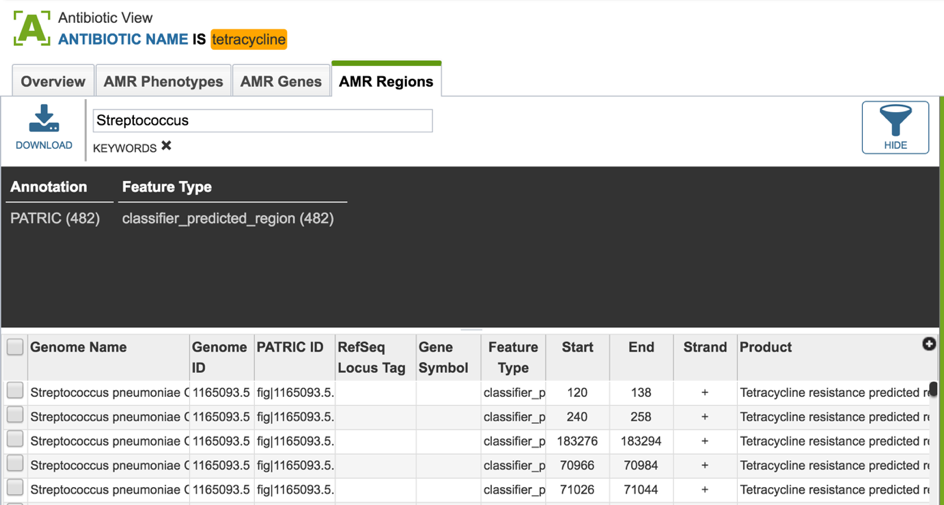 Antibiotic View
ANTIBIOTIC NAME IS tetracycline
Overview AMR Phenotypes AMR Genes AMR Regions
DOWNLOAD
Streptococcus
KEYWORDS
HIDE
Annotation Feature Type
PATRIC (482) classifier_predicted_region (482)
Genome Name Genome ID PATRIC ID RefSeq Locus Tag Gene Symbol Feature Type Start End Strand Product
Streptococcus pneumoniae 1165093.5 fig|1165093.5. classifier_p 120 138 + Tetracycline resistance predicted
Streptococcus pneumoniae 1165093.5 fig|1165093.5. classifier_p 240 258 + Tetracycline resistance predicted
Streptococcus pneumoniae 1165093.5 fig|1165093.5. classifier_p 183276 183294 + Tetracycline resistance predicted
Streptococcus pneumoniae 1165093.5 fig|1165093.5. classifier_p 70966 70984 + Tetracycline resistance predicted
Streptococcus pneumoniae 1165093.5 fig|1165093.5. classifier_p 71026 71044 + Tetracycline resistance predicted